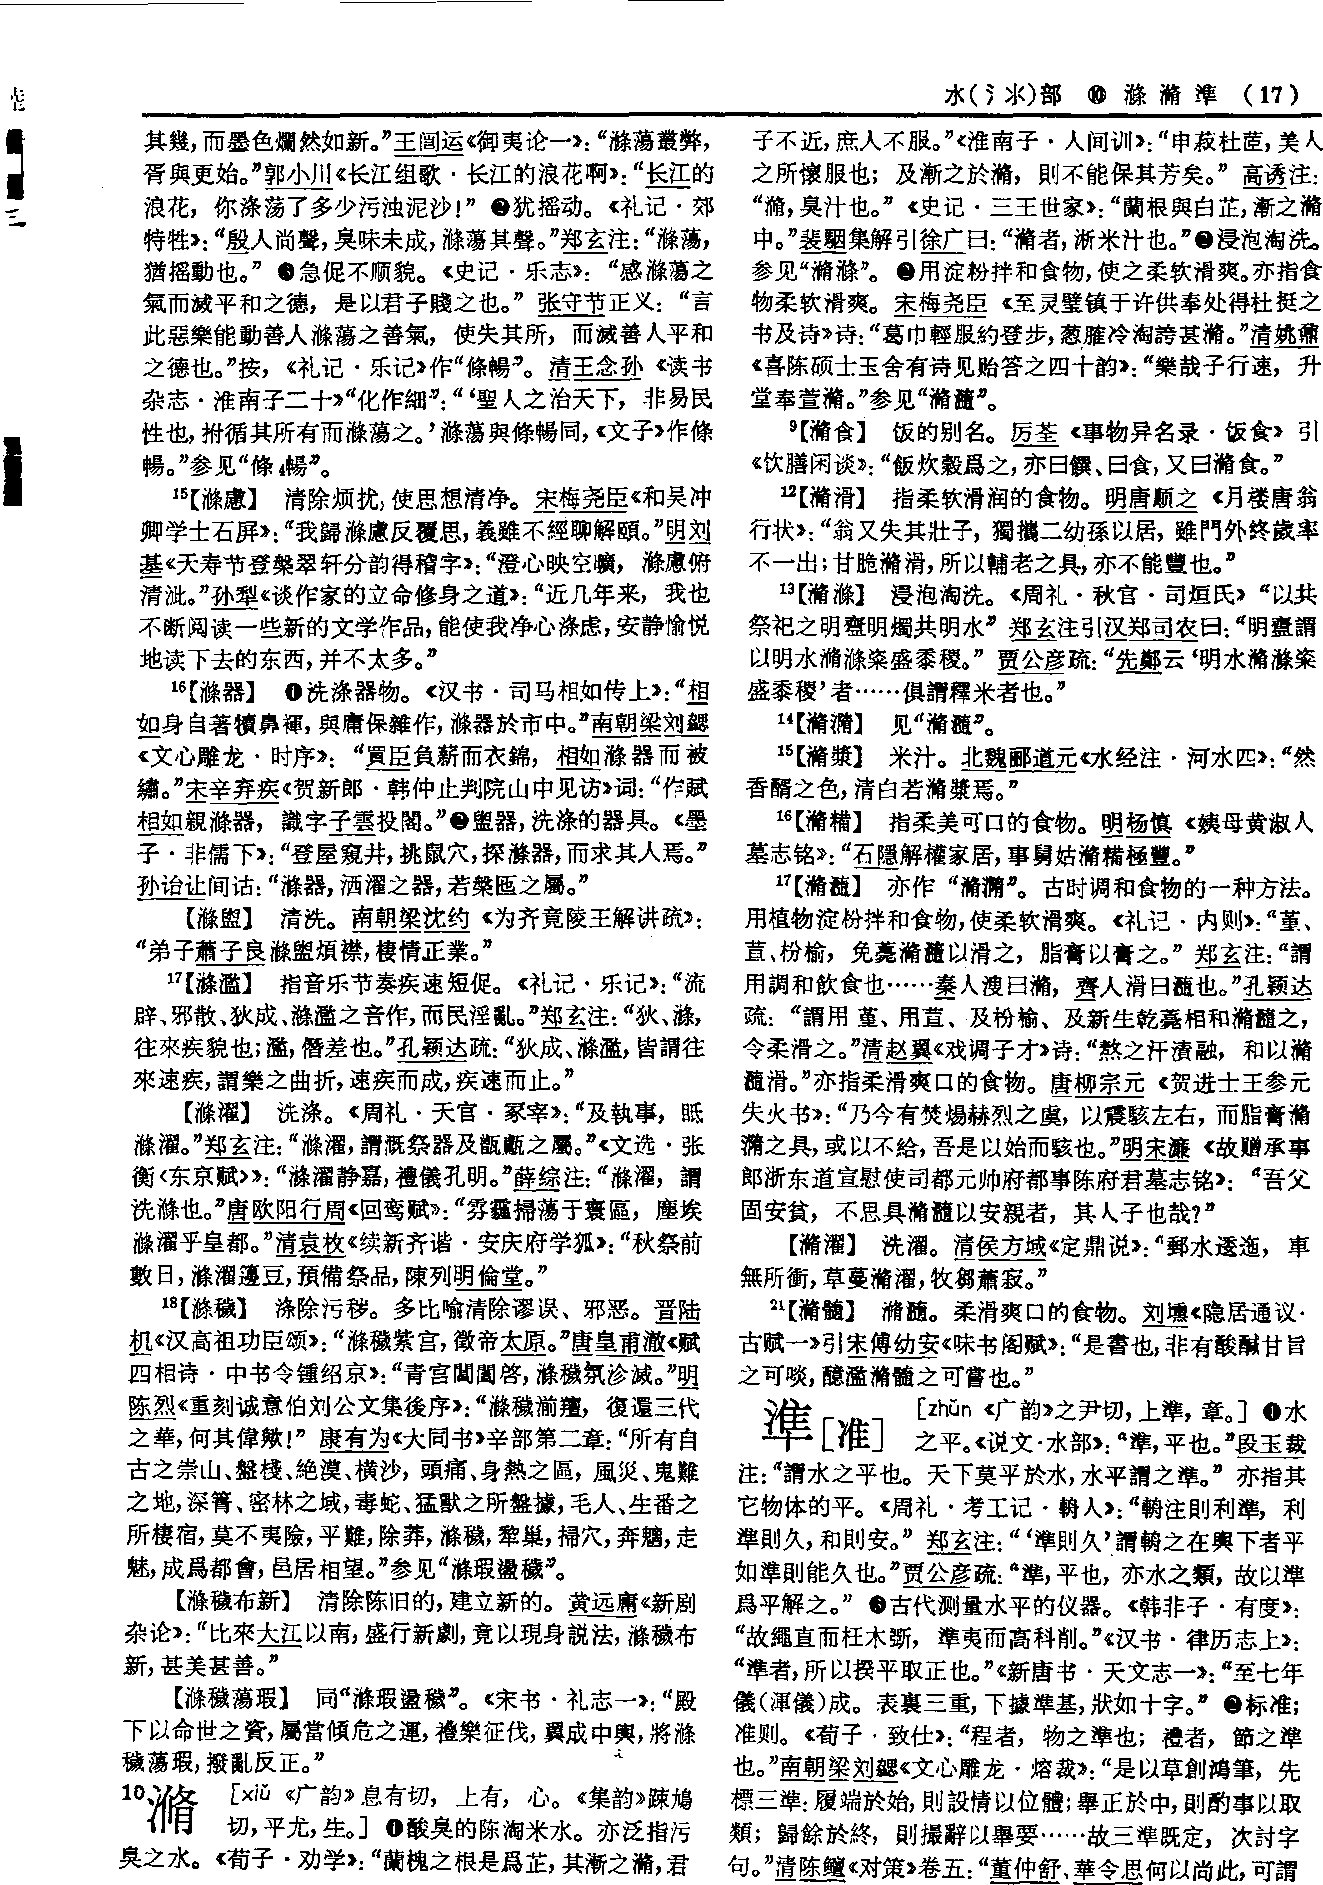 水(氵氺)部　⑩　滌滫準　(17)
其幾，而墨色爛然如新。”王闿运《御夷论一》：“滌蕩叢弊，
胥與更始。”郭小川《长江组歌·长江的浪花啊》：“长江的
浪花，你涤荡了多少污浊泥沙！” ❷犹摇动。《礼记·郊
特牲》：“殷人尚聲，臭味未成，滌蕩其聲。”郑玄注：“滌蕩，
猶摇動也。” ❸急促不顺貌。《史记·乐志》：“感滌蕩之
氣而滅平和之德，是以君子賤之也。” 张守节正义：“言
此惡樂能動善人滌蕩之善氣，使失其所，而滅善人平和
之德也。”按，《礼记·乐记》作“條暢”。清王念孙《读书
杂志·淮南子二十》“化作細”：“‘聖人之治天下，非易民
性也，拊循其所有而滌蕩之。’滌蕩與條暢同，《文子》作條
暢。”参见“條₄暢”。
15【滌慮】 清除烦扰，使思想清净。宋梅尧臣《和吴冲
卿学士石屏》：“我歸滌慮反覆思，義雖不經聊解頤。”明刘
基《天寿节登槃翠轩分韵得稽字》：“澄心映空曠，滌慮俯
清泚。”孙犁《谈作家的立命修身之道》：“近几年来，我也
不断阅读一些新的文学作品，能使我净心涤虑，安静愉悦
地读下去的东西，并不太多。”
16【滌器】 ❶洗涤器物。《汉书·司马相如传上》：“相
如身自著犢鼻褌，與庸保雜作，滌器於市中。”南朝梁刘勰
《文心雕龙·时序》：“買臣負薪而衣錦，相如滌器而被
繡。”宋辛弃疾《贺新郎·韩仲止判院山中见访》词：“作賦
相如親滌器，識字子雲投閣。”❷盥器，洗涤的器具。《墨
子·非儒下》：“登屋窺井，挑鼠穴，探滌器，而求其人焉。”
孙诒让间诂：“滌器，洒濯之器，若槃匜之屬。”
【滌盥】 清洗。南朝梁沈约《为齐竟陵王解讲疏》：
“弟子蕭子良滌盥煩襟，棲情正業。”
17【滌濫】 指音乐节奏疾速短促。《礼记·乐记》：“流
辟、邪散、狄成、滌濫之音作，而民淫亂。”郑玄注：“狄、滌，
往來疾貌也；濫，僭差也。”孔颖达疏：“狄成、滌濫，皆謂往
來速疾，謂樂之曲折，速疾而成，疾速而止。”
【滌濯】 洗涤。《周礼·天官·冢宰》：“及執事，眡
滌濯。”郑玄注：“滌濯，謂溉祭器及甑甗之屬。”《文选·张
衡〈东京赋〉》：“滌濯静嘉，禮儀孔明。”薛综注：“滌濯，謂
洗滌也。”唐欧阳行周《回鸾赋》：“雰霾掃蕩于寰區，塵埃
滌濯乎皇都。”清袁枚《续新齐谐·安庆府学狐》：“秋祭前
數日，滌濯籩豆，預備祭品，陳列明倫堂。”
18【滌穢】 涤除污秽。多比喻清除谬误、邪恶。晋陆
机《汉高祖功臣颂》：“滌穢紫宫，徵帝太原。”唐皇甫澈《赋
四相诗·中书令锺绍京》：“青宫閶闔啓，滌穢氛沴滅。”明
陈烈《重刻诚意伯刘公文集後序》：“滌穢湔羶，復還三代
之華，何其偉歟！” 康有为《大同书》辛部第二章：“所有自
古之崇山、盤棧、絶漠、横沙，頭痛、身熱之區，風災、鬼難
之地，深箐、密林之域，毒蛇、猛獸之所盤據，毛人、生番之
所棲宿，莫不夷險，平難，除莽，滌穢，犂巢，掃穴，奔魑，走
魅，成爲都會，邑居相望。”参见“滌瑕盪穢”。
【滌穢布新】 清除陈旧的，建立新的。黄远庸《新剧
杂论》：“比來大江以南，盛行新劇，竟以現身説法，滌穢布
新，甚美甚善。”
【滌穢蕩瑕】 同“滌瑕盪穢”。《宋书·礼志一》：“殿
下以命世之資，屬當傾危之運，禮樂征伐，翼成中興，將滌
穢蕩瑕，撥亂反正。”
10滫 [xiǔ 《广韵》息有切，上有，心。《集韵》踈鳩
切，平尤，生。] ❶酸臭的陈淘米水。亦泛指污
臭之水。《荀子·劝学》：“蘭槐之根是爲芷，其漸之滫，君
子不近，庶人不服。”《淮南子·人间训》：“申菽杜茝，美人
之所懷服也；及漸之於滫，則不能保其芳矣。” 高诱注：
“滫，臭汁也。”《史记·三王世家》：“蘭根與白芷，漸之滫
中。”裴駰集解引徐广曰：“滫者，淅米汁也。”❷浸泡淘洗。
参见“滫滌”。 ❸用淀粉拌和食物，使之柔软滑爽。亦指食
物柔软滑爽。宋梅尧臣《至灵璧镇于许供奉处得杜挺之
书及诗》诗：“葛巾輕服約登步，葱臛冷淘誇甚滫。”清姚鼐
《喜陈硕士玉舍有诗见贻答之四十韵》：“樂哉子行速，升
堂奉萱滫。”参见“滫瀡”。
9【滫食】 饭的别名。厉荃《事物异名录·饭食》引
《饮膳闲谈》：“飯炊穀爲之，亦曰饌、曰食，又曰滫食。”
12【滫滑】 指柔软滑润的食物。明唐顺之《月楼唐翁
行状》：“翁又失其壯子，獨攜二幼孫以居，雖門外终歲率
不一出；甘脆滫滑，所以輔老之具，亦不能豐也。”
13【滫滌】 浸泡淘洗。《周礼·秋官·司烜氏》“以共
祭祀之明齍明燭共明水” 郑玄注引汉郑司农曰：“明齍謂
以明水滫滌粢盛黍稷。” 贾公彦疏：“先鄭云‘明水滫滌粢
盛黍稷’者……俱謂釋米者也。”
14【滫瀡】 见“滫瀡”。
15【滫漿】 米汁。北魏郦道元《水经注·河水四》：“然
香醑之色，清白若滫漿焉。”
16【滫糒】 指柔美可口的食物。明杨慎《姨母黄淑人
墓志铭》：“石隱解權家居，事舅姑滫糒極豐。”
17【滫瀡】 亦作“滫瀡”。古时调和食物的一种方法。
用植物淀粉拌和食物，使柔软滑爽。《礼记·内则》：“堇、
荁、枌榆，免薧滫瀡以滑之，脂膏以膏之。” 郑玄注：“謂
用調和飲食也……秦人溲曰滫，齊人滑曰瀡也。”孔颖达
疏：“謂用堇、用荁、及枌榆、及新生乾薧相和滫瀡之，
令柔滑之。”清赵翼《戏调子才》诗：“熬之汗漬融，和以滫
瀡滑。”亦指柔滑爽口的食物。唐柳宗元《贺进士王参元
失火书》：“乃今有焚煬赫烈之虞，以震駭左右，而脂膏滫
瀡之具，或以不给，吾是以始而駭也。”明宋濂《故赠承事
郎浙东道宣慰使司都元帅府都事陈府君墓志铭》：“吾父
固安貧，不思具滫瀡以安親者，其人子也哉？”
【滫濯】 洗濯。清侯方域《定鼎说》：“鄄水逶迤，車
無所衝，草蔓滫濯，牧芻蕭寂。”
21【滫髓】 滫瀡。柔滑爽口的食物。刘壎《隐居通议·
古赋一》引宋傅幼安《味书阁赋》：“是書也，非有酸醎甘旨
之可啖，醷濫滫髓之可嘗也。”
準[准] [zhǔn 《广韵》之尹切，上準，章。] ❶水
之平。《说文·水部》：“準，平也。”段玉裁
注：“謂水之平也。天下莫平於水，水平謂之準。” 亦指其
它物体的平。《周礼·考工记·輈人》：“輈注則利準，利
準則久，和則安。” 郑玄注：“‘準則久’謂輈之在輿下者平
如準則能久也。”贾公彦疏：“準，平也，亦水之類，故以準
爲平解之。” ❷古代测量水平的仪器。《韩非子·有度》：
“故繩直而枉木斲，準夷而高科削。”《汉书·律历志上》：
“準者，所以揆平取正也。”《新唐书·天文志一》：“至七年
儀(渾儀)成。表裏三重，下據準基，狀如十字。” ❸标准；
准则。《荀子·致仕》：“程者，物之準也；禮者，節之準
也。”南朝梁刘勰《文心雕龙·熔裁》：“是以草創鴻筆，先
標三準：履端於始，則設情以位體；舉正於中，則酌事以取
類；歸餘於終，則撮辭以舉要……故三準既定，次討字
句。”清陈鳣《对策》卷五：“董仲舒、華令思何以尚此，可謂